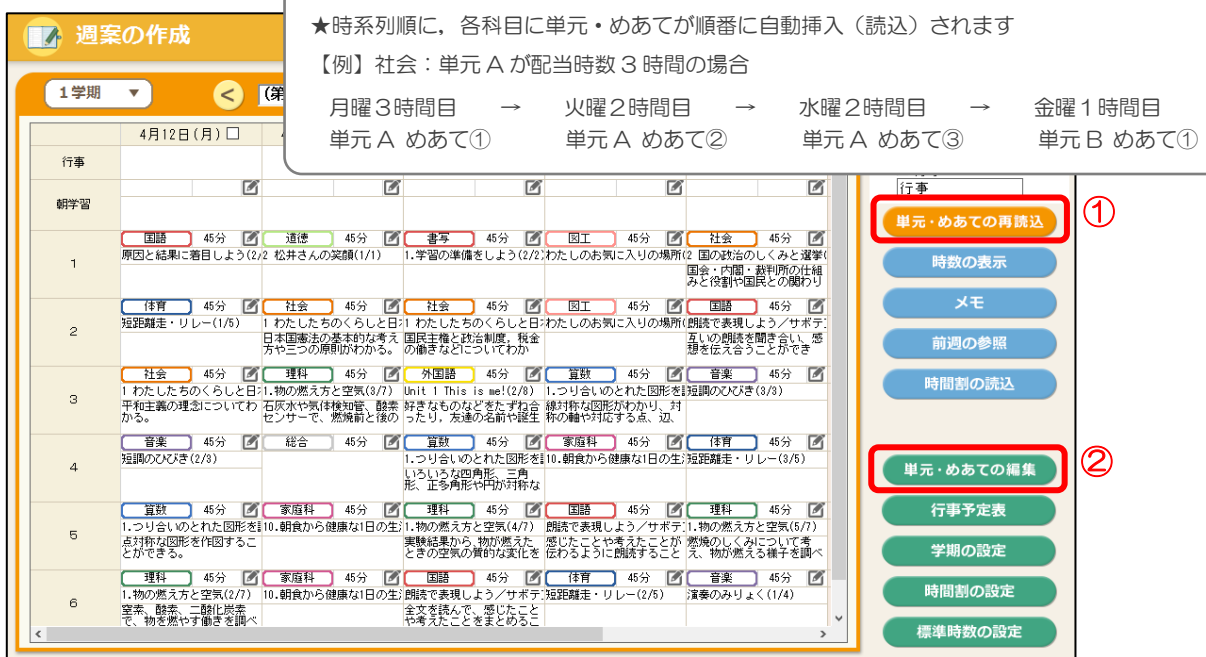 ★時系列順に，各科目に単元・めあてが順番に自動挿入（読込）されます
【例】社会：単元Ａが配当時数３時間の場合
月曜３時間目 → 火曜２時間目 → 水曜２時間目 → 金曜１時間目
単元Ａ めあて① 単元Ａ めあて② 単元Ａ めあて③ 単元Ｂ めあて①
週案の作成
1学期 ▼ < (第
4月12日(月)
行事
朝学習
1
国語 45分 道徳 45分 書写 45分 図工 45分 社会 45分
原因と結果に着目しよう(2/ 2 松井さんの笑顔(1/1) 1.学習の準備をしよう(2/2) わたしのお気に入りの場所( 2 国の政治のしくみと選挙(
国会・内閣・裁判所の仕組
みと役割や国民との関わり
2
体育 45分 社会 45分 社会 45分 図工 45分 国語 45分
短距離走・リレー(1/5) 1 わたしたちのくらしと日 1 わたしたちのくらしと日 わたしのお気に入りの場所( 朗読で表現しよう／サボテ
日本国憲法の基本的な考え 国民主権と政治制度，税金 互いの朗読を聞き合い、感
方や三つの原則がわかる。 の働きなどについてわか 想を伝え合うことができ
3
社会 45分 理科 45分 外国語 45分 算数 45分 音楽 45分
1 わたしたちのくらしと日 1.物の燃え方と空気(3/7) Unit 1 This is me!(2/8) 1.つり合いのとれた図形を 短調のひびき(3/3)
平和主義の理念についてわ 石灰水や気体検知管、酸素 好きなものなどをたずね合 線対称な図形がわかり、対
かる。 センサーで、燃焼前と後の ったり，友達の名前や誕生 称の軸や対応する点、辺、
4
音楽 45分 総合 45分 算数 45分 家庭科 45分 体育 45分
短調のひびき(2/3) 1.つり合いのとれた図形を 10.朝食から健康な1日の生 短距離走・リレー(3/5)
いろいろな四角形、三角
形、正多角形や円が対称な
5
算数 45分 家庭科 45分 理科 45分 国語 45分 理科 45分
1.つり合いのとれた図形を 10.朝食から健康な1日の生 1.物の燃え方と空気(4/7) 朗読で表現しよう／サボテ 1.物の燃え方と空気(5/7)
点対称な図形を作図するこ 実験結果から、物が燃えた 感じたことや考えたことが 燃焼のしくみについて考
とができる。 ときの空気の質的な変化を 伝わるように朗読すること え、物が燃える様子を調べ
6
理科 45分 家庭科 45分 国語 45分 体育 45分 音楽 45分
1.物の燃え方と空気(2/7) 10.朝食から健康な1日の生 朗読で表現しよう／サボテ 短距離走・リレー(2/5) 演奏のみりょく(1/4)
窒素、酸素、二酸化炭素 全文を読んで、感じたこと
で、物を燃やす働きを調べ や考えたことをまとめるこ
行事
単元・めあての再読込 ①
時数の表示
メモ
前週の参照
時間割の読込
単元・めあての編集 ②
行事予定表
学期の設定
時間割の設定
標準時数の設定